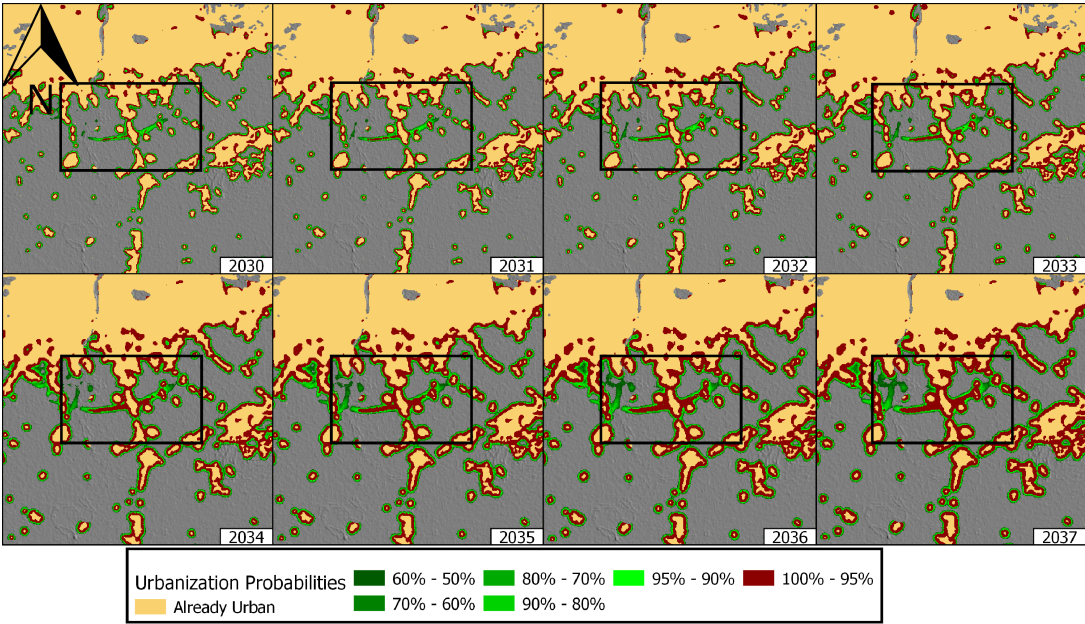 N
2030
2031
2032
2033
2034
2035
2036
2037
Urbanization Probabilities
Already Urban
60% - 50%
70% - 60%
80% - 70%
90% - 80%
95% - 90%
100% - 95%